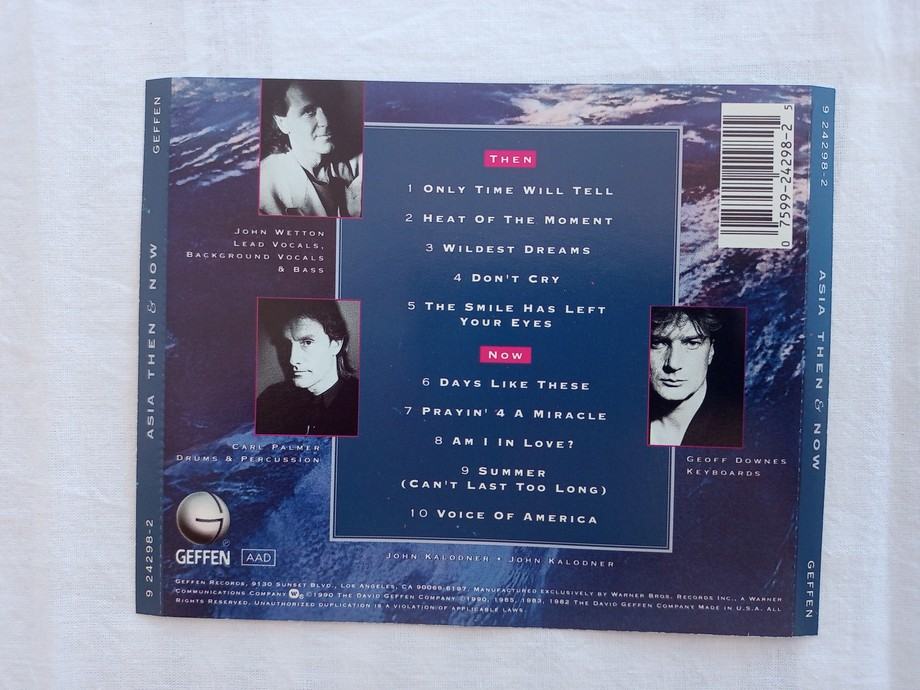 GEFFEN
ASIA THEN & NOW
9 24298-2
JOHN WETTON
LEAD VOCALS,
BACKGROUND VOCALS
& BASS
CARL PALMER
DRUMS & PERCUSSION
THEN
1 ONLY TIME WILL TELL
2 HEAT OF THE MOMENT
3 WILDEST DREAMS
4 DON'T CRY
5 THE SMILE HAS LEFT
YOUR EYES
NOW
6 DAYS LIKE THESE
7 PRAYIN' 4 A MIRACLE
8 AM I IN LOVE?
9 SUMMER
(CAN'T LAST TOO LONG)
10 VOICE OF AMERICA
GEOFF DOWNES
KEYBOARDS
0 7599-24298-2 5
GEFFEN
AAD
JOHN KALODNER • JOHN KALODNER
GEFFEN RECORDS, 9130 SUNSET BLVD., LOS ANGELES, CA 90069-6197. MANUFACTURED EXCLUSIVELY BY WARNER BROS. RECORDS INC., A WARNER
COMMUNICATIONS COMPANY ©1990 THE DAVID GEFFEN COMPANY ℗1990, 1985, 1983, 1982 THE DAVID GEFFEN COMPANY MADE IN U.S.A. ALL
RIGHTS RESERVED. UNAUTHORIZED DUPLICATION IS A VIOLATION OF APPLICABLE LAWS.
9 24298-2
ASIA THEN & NOW
GEFFEN